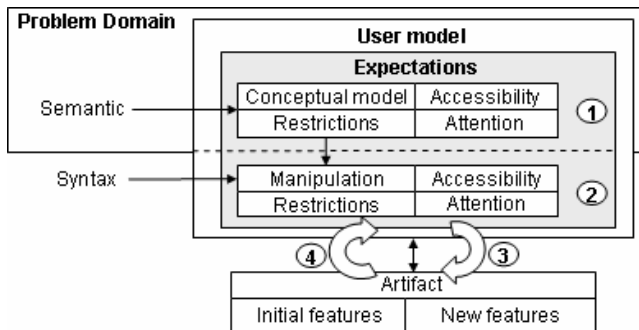 Problem Domain
User model
Expectations
Semantic
Conceptual model Accessibility
Restrictions Attention
1
Syntax
Manipulation Accessibility
Restrictions Attention
2
4
3
Artifact
Initial features New features